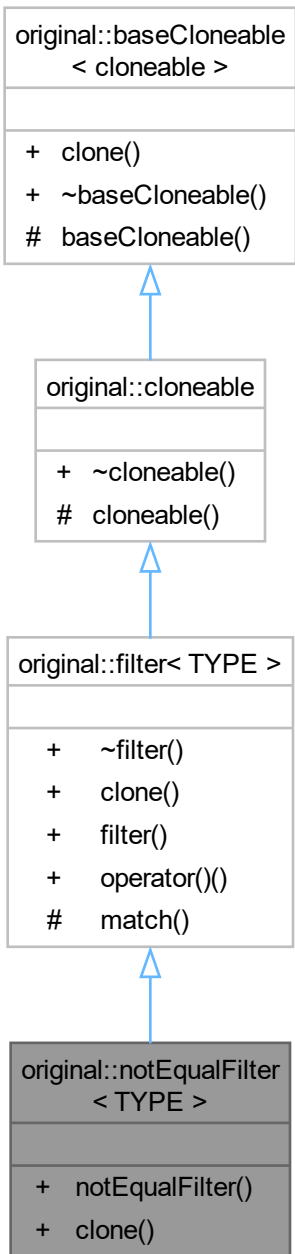 original::baseCloneable
< cloneable >
+ clone()
+ ~baseCloneable()
# baseCloneable()
original::cloneable
+ ~cloneable()
# cloneable()
original::filter< TYPE >
+ ~filter()
+ clone()
+ filter()
+ operator()()
# match()
original::notEqualFilter
< TYPE >
+ notEqualFilter()
+ clone()